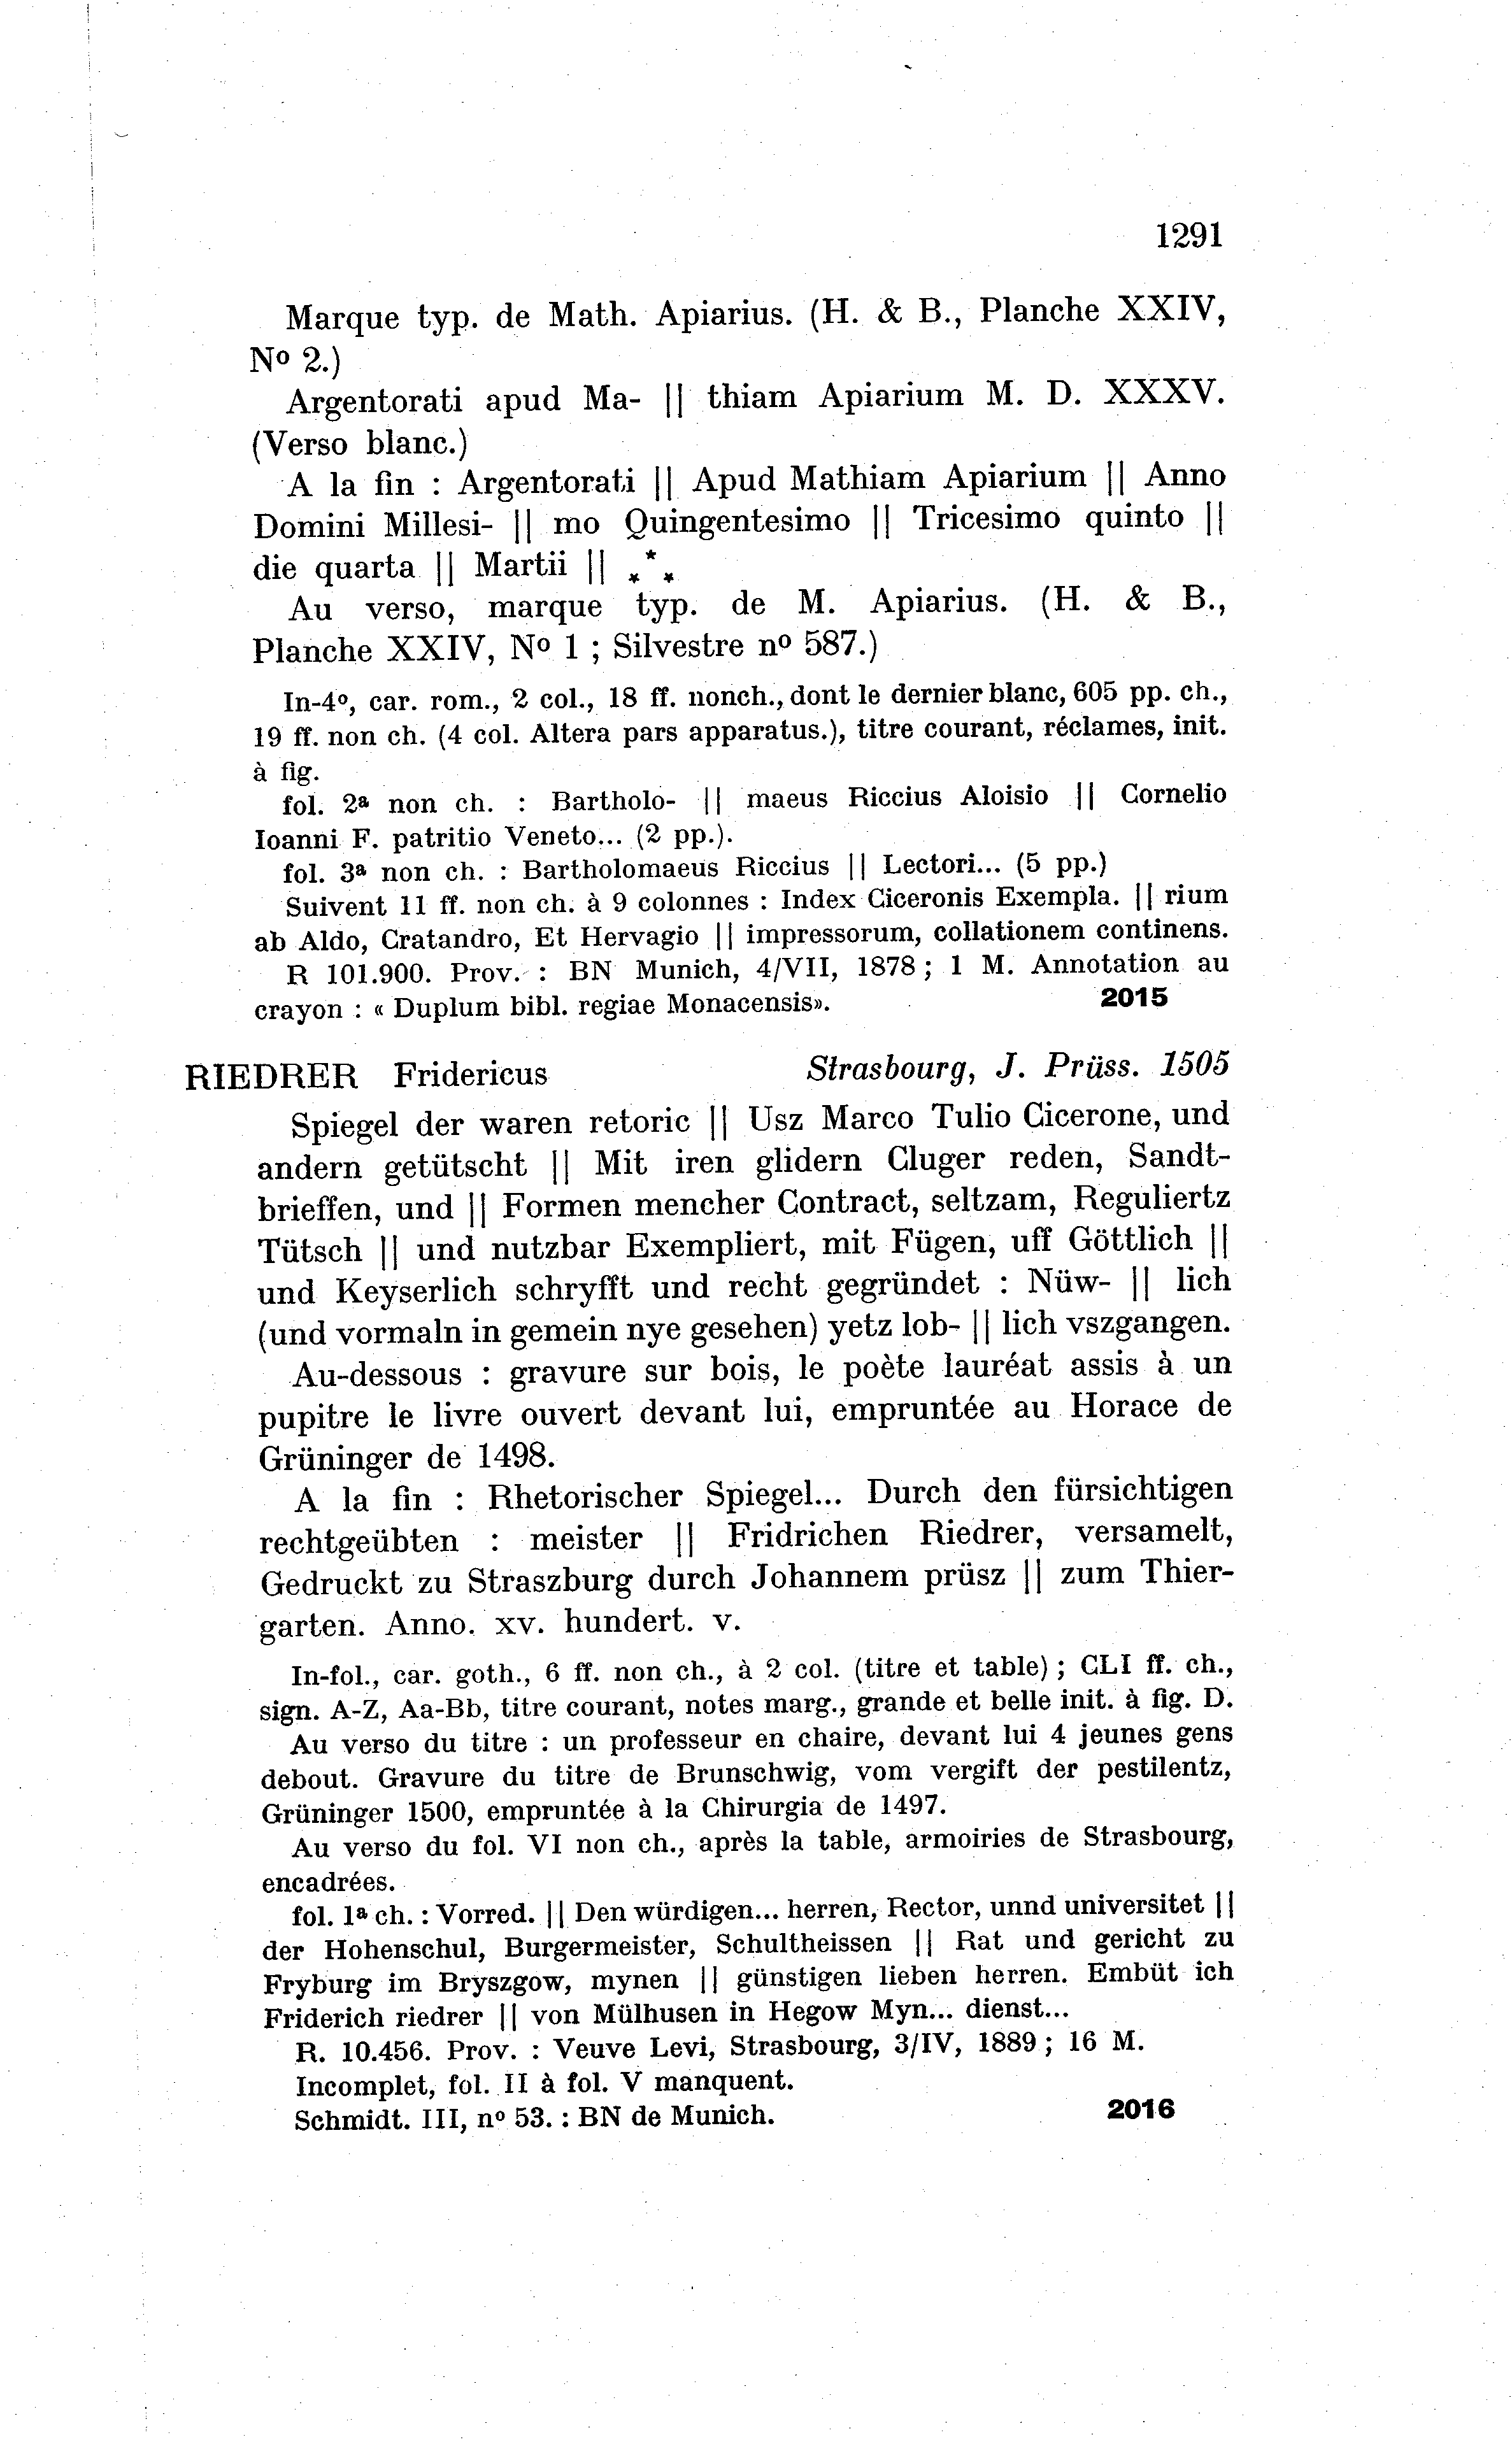 1291
Marque typ. de Math. Apiarius. (H. & B., Planche XXIV,
Nº 2.)
Argentorati apud Ma- || thiam Apiarium M. D. XXXV.
(Verso blanc.)
A la fin : Argentorati || Apud Mathiam Apiarium || Anno
Domini Millesi- || mo Quingentesimo || Tricesimo quinto ||
die quarta || Martii || ⁎*⁎
Au verso, marque typ. de M. Apiarius. (H. & B.,
Planche XXIV, Nº 1 ; Silvestre nº 587.)
In-4º, car. rom., 2 col., 18 ff. nonch., dont le dernier blanc, 605 pp. ch.,
19 ff. non ch. (4 col. Altera pars apparatus.), titre courant, réclames, init.
à fig.
fol. 2ª non ch. : Bartholo- || maeus Riccius Aloisio || Cornelio
Ioanni F. patritio Veneto... (2 pp.).
fol. 3ª non ch. : Bartholomaeus Riccius || Lectori... (5 pp.)
Suivent 11 ff. non ch. à 9 colonnes : Index Ciceronis Exempla. || rium
ab Aldo, Cratandro, Et Hervagio || impressorum, collationem continens.
R 101.900. Prov. : BN Munich, 4/VII, 1878 ; 1 M. Annotation au
crayon : « Duplum bibl. regiae Monacensis». 2015
RIEDRER Fridericus Strasbourg, J. Prüss. 1505
Spiegel der waren retoric || Usz Marco Tulio Cicerone, und
andern getütscht || Mit iren glidern Cluger reden, Sandt-
brieffen, und || Formen mencher Contract, seltzam, Reguliertz
Tütsch || und nutzbar Exempliert, mit Fügen, uff Göttlich ||
und Keyserlich schryfft und recht gegründet : Nüw- || lich
(und vormaln in gemein nye gesehen) yetz lob- || lich vszgangen.
Au-dessous : gravure sur bois, le poète lauréat assis à un
pupitre le livre ouvert devant lui, empruntée au Horace de
Grüninger de 1498.
A la fin : Rhetorischer Spiegel... Durch den fürsichtigen
rechtgeübten : meister || Fridrichen Riedrer, versamelt,
Gedruckt zu Straszburg durch Johannem prüsz || zum Thier-
garten. Anno. xv. hundert. v.
In-fol., car. goth., 6 ff. non ch., à 2 col. (titre et table) ; CLI ff. ch.,
sign. A-Z, Aa-Bb, titre courant, notes marg., grande et belle init. à fig. D.
Au verso du titre : un professeur en chaire, devant lui 4 jeunes gens
debout. Gravure du titre de Brunschwig, vom vergift der pestilentz,
Grüninger 1500, empruntée à la Chirurgia de 1497.
Au verso du fol. VI non ch., après la table, armoiries de Strasbourg,
encadrées.
fol. 1ª ch. : Vorred. || Den würdigen... herren, Rector, unnd universitet ||
der Hohenschul, Burgermeister, Schultheissen || Rat und gericht zu
Fryburg im Bryszgow, mynen || günstigen lieben herren. Embüt ich
Friderich riedrer || von Mülhusen in Hegow Myn... dienst...
R. 10.456. Prov. : Veuve Levi, Strasbourg, 3/IV, 1889 ; 16 M.
Incomplet, fol. II à fol. V manquent.
Schmidt. III, nº 53. : BN de Munich. 2016